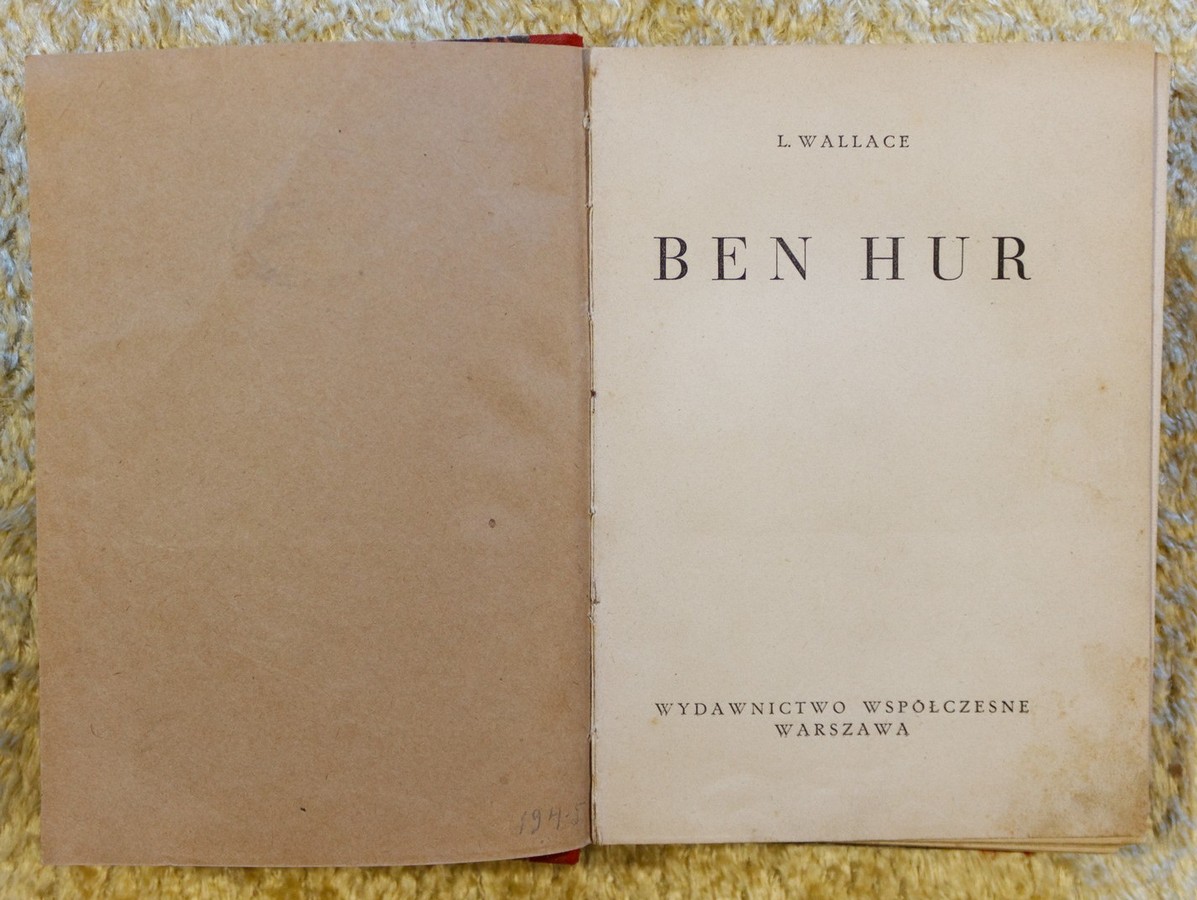 L. WALLACE
BEN HUR
WYDAWNICTWO WSPÓŁCZESNE
WARSZAWA